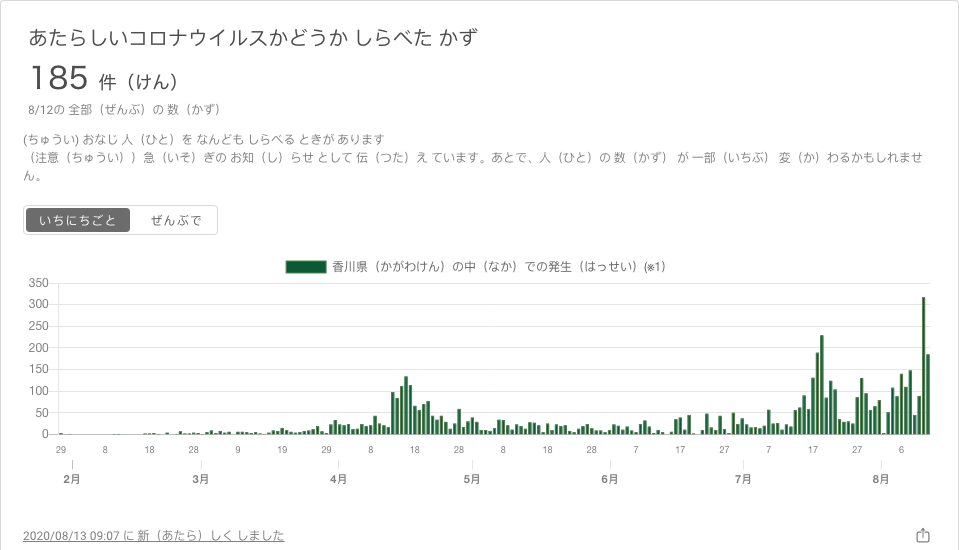 あたらしいコロナウイルスかどうか しらべた かず
185 件（けん）
8/12の 全部（ぜんぶ）の 数（かず）
(ちゅうい) おなじ 人（ひと）を なんども しらべる ときが あります
（注意（ちゅうい））急（いそ）ぎの お知（し）らせ として 伝（つた）え ています。あとで、人（ひと）の 数（かず） が 一部（いちぶ） 変（か）わるかもしれませ
ん。
いちにちごと ぜんぶで
香川県（かがわけん）の中（なか）での発生（はっせい）(※1)
350
300
250
200
150
100
50
0
29 8 18 28 9 19 29 8 18 28 8 18 28 7 17 27 7 17 27 6
2月 3月 4月 5月 6月 7月 8月
2020/08/13 09:07 に 新（あたら）しく しました